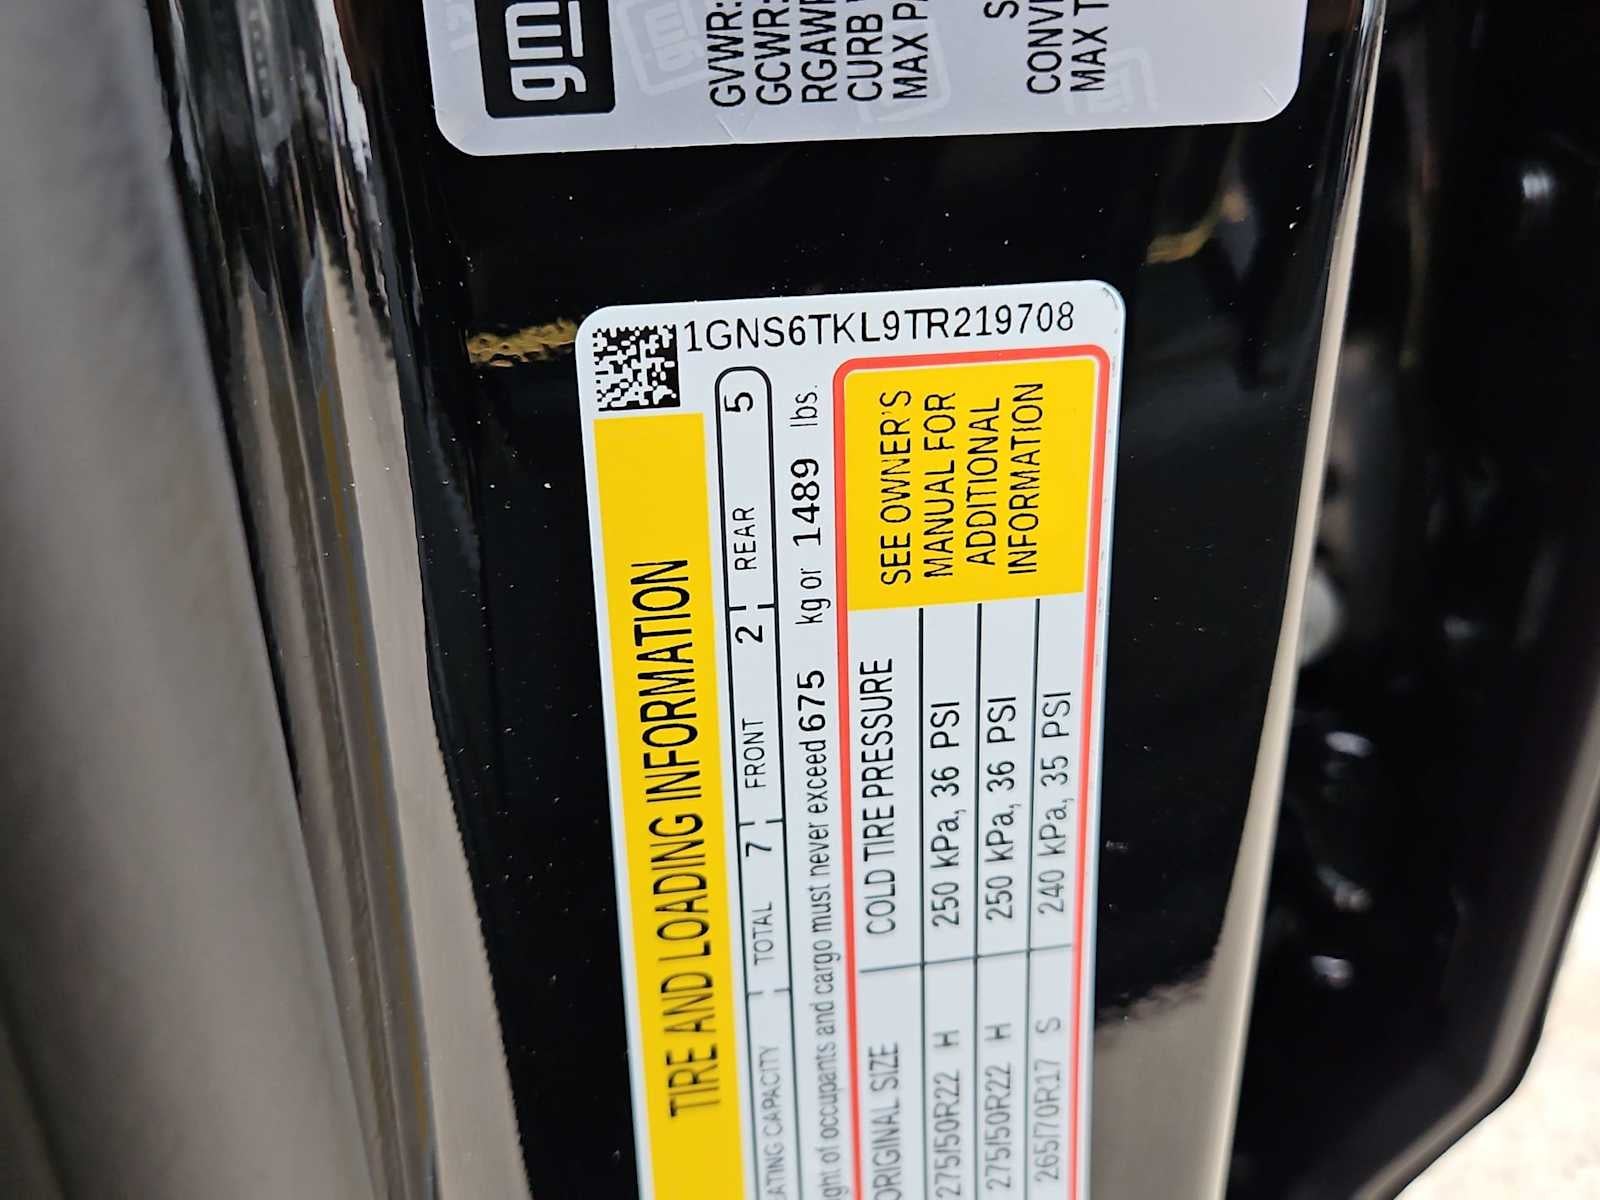 gm
GVWR:
GCWR:
RGAWR
CURB
MAX
CONV
MAX
1GNS6TKL9TR219708
TIRE AND LOADING INFORMATION
TOTAL 7 FRONT 2 REAR 5
CAPACITY
of occupants and cargo must never exceed 675 kg or 1489 lbs.
ORIGINAL SIZE COLD TIRE PRESSURE
275/50R22 H 250 kPa, 36 PSI
275/50R22 H 250 kPa, 36 PSI
265/70R17 S 240 kPa, 35 PSI
SEE OWNER'S
MANUAL FOR
ADDITIONAL
INFORMATION